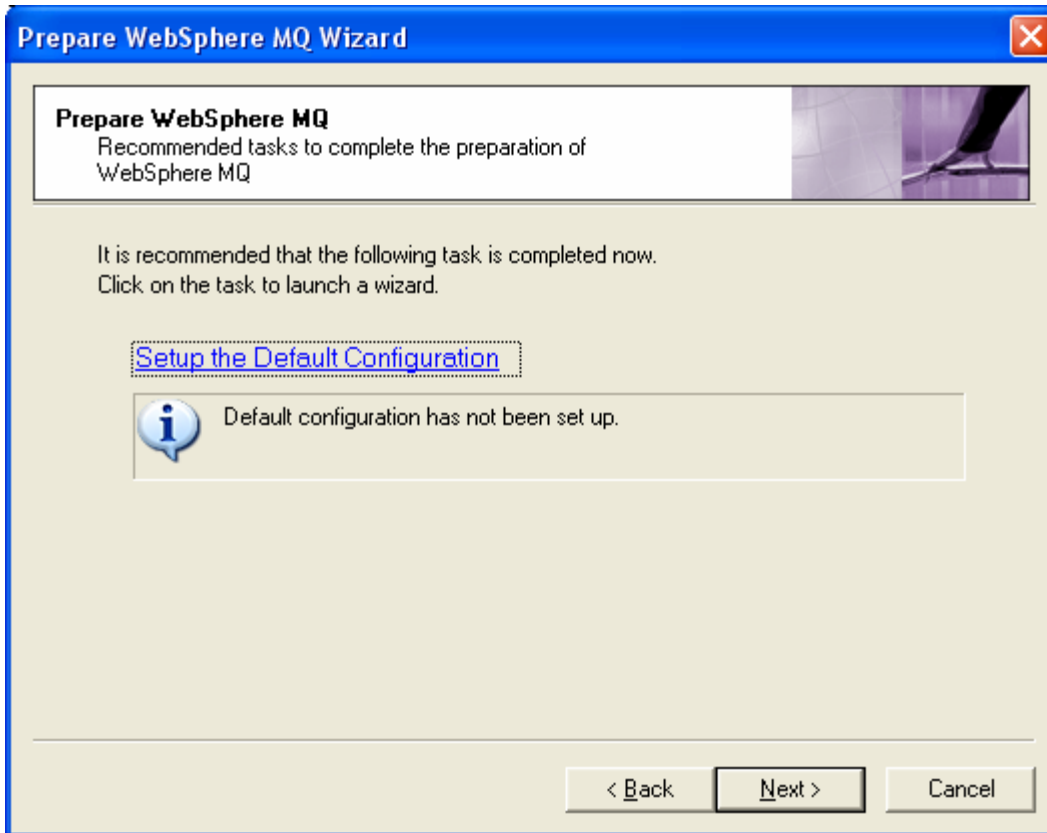 Prepare WebSphere MQ Wizard
Prepare WebSphere MQ
Recommended tasks to complete the preparation of
WebSphere MQ
It is recommended that the following task is completed now.
Click on the task to launch a wizard.
Setup the Default Configuration
Default configuration has not been set up.
< Back Next > Cancel